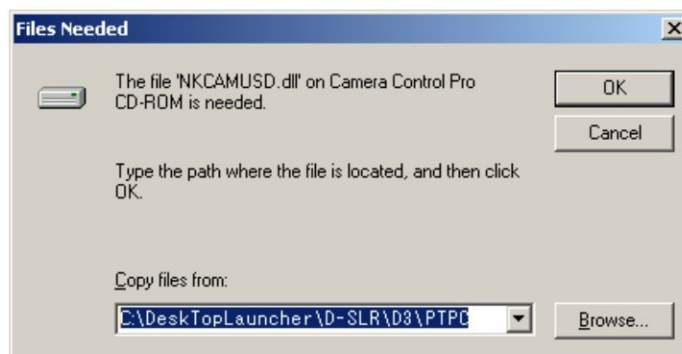 Files Needed
The file 'NKCAMUSD.dll' on Camera Control Pro
CD-ROM is needed.
OK
Cancel
Type the path where the file is located, and then click
OK.
Copy files from:
C:\DeskTopLauncher\D-SLR\D3\PTPC
Browse...